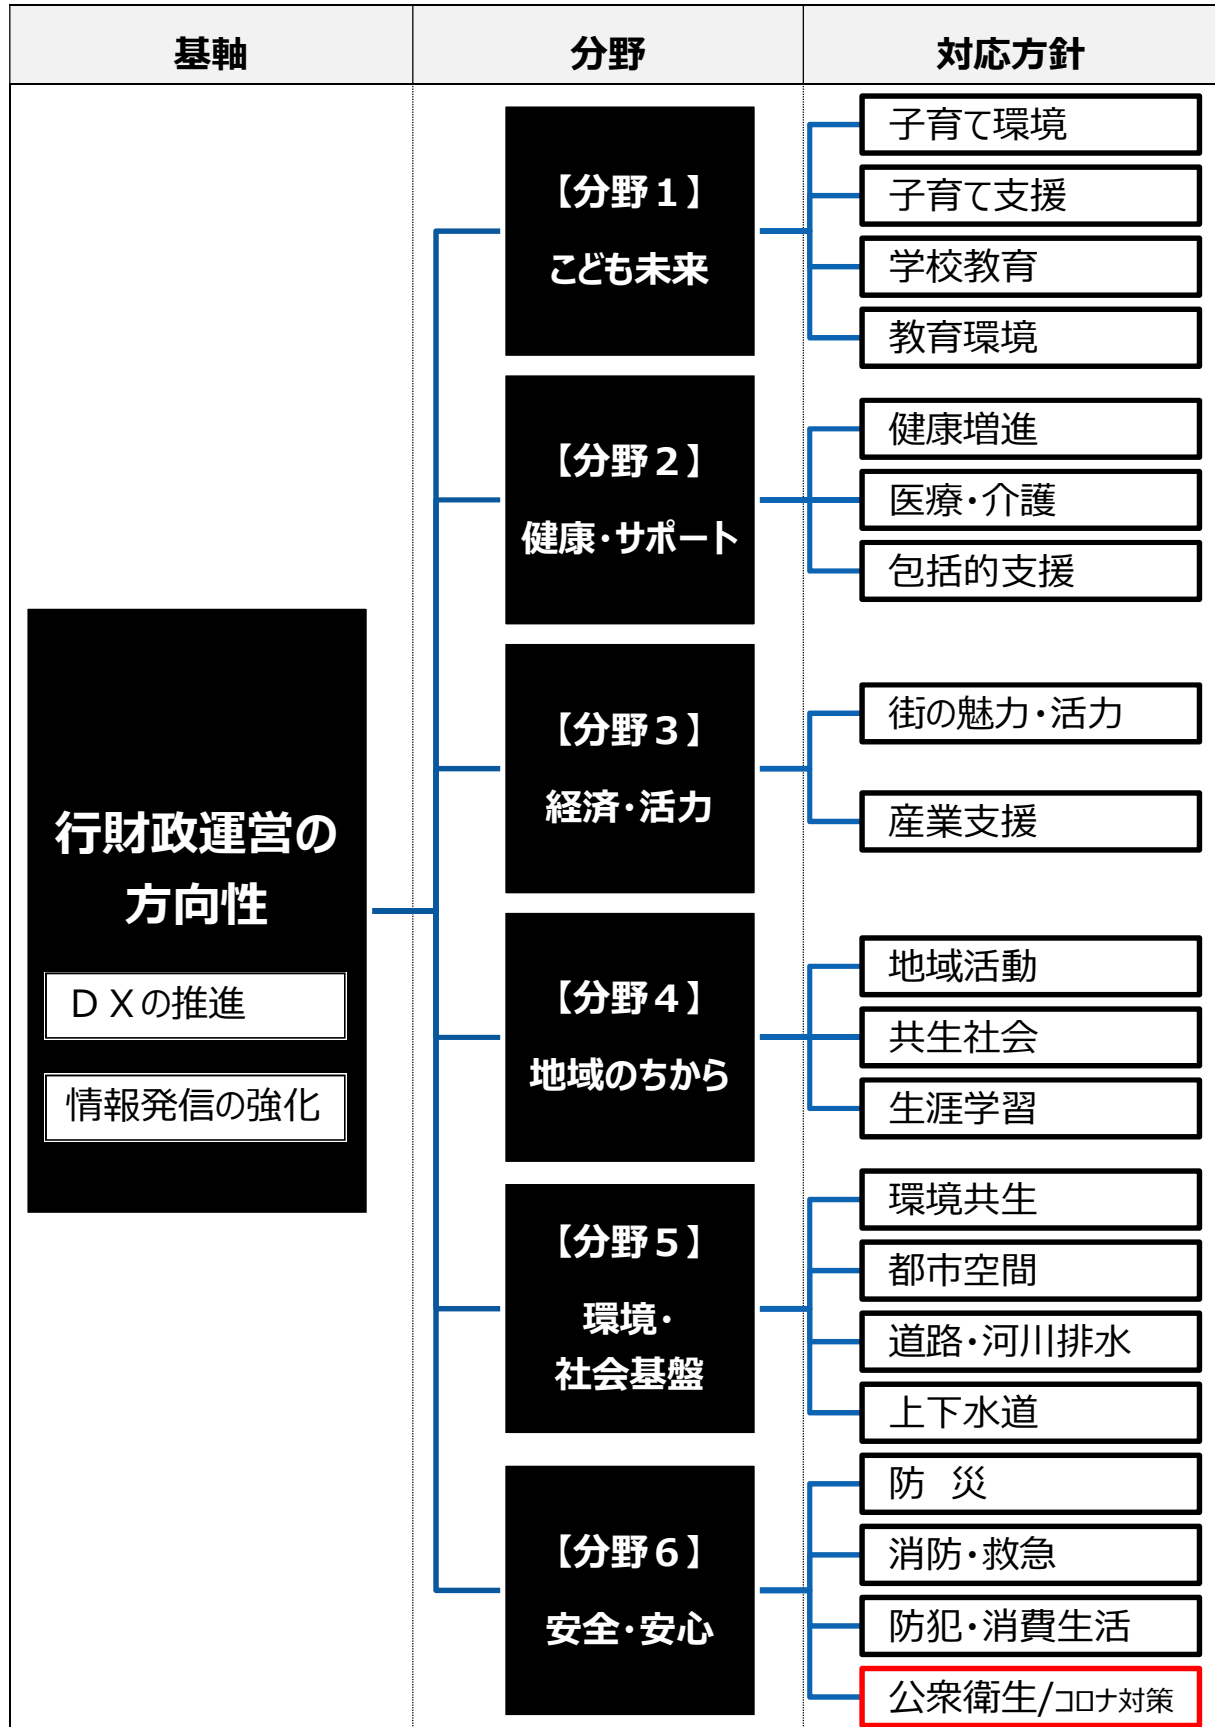 基軸
分野
対応方針
行財政運営の
方向性
ＤＸの推進
情報発信の強化
【分野１】
こども未来
子育て環境
子育て支援
学校教育
教育環境
【分野２】
健康・サポート
健康増進
医療・介護
包括的支援
【分野３】
経済・活力
街の魅力・活力
産業支援
【分野４】
地域のちから
地域活動
共生社会
生涯学習
【分野５】
環境・
社会基盤
環境共生
都市空間
道路・河川排水
上下水道
【分野６】
安全・安心
防　災
消防・救急
防犯・消費生活
公衆衛生/コロナ対策